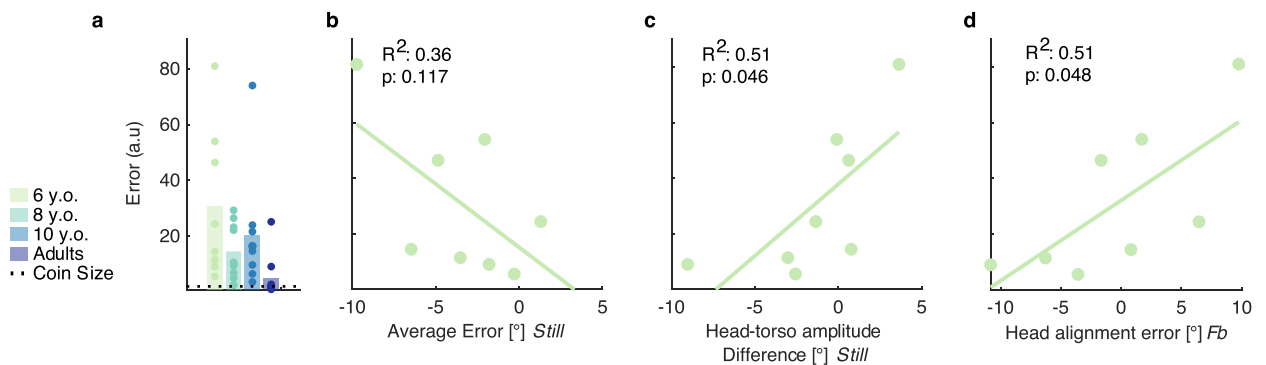 a
b
c
d
R2: 0.36
p: 0.117
R2: 0.51
p: 0.046
R2: 0.51
p: 0.048
Error (a.u)
80
60
40
20
6 y.o.
8 y.o.
10 y.o.
Adults
Coin Size
-10
-5
0
5
Average Error [°] Still
-10
-5
0
5
Head-torso amplitude
Difference [°] Still
-10
-5
0
5
10
Head alignment error [°] Fb